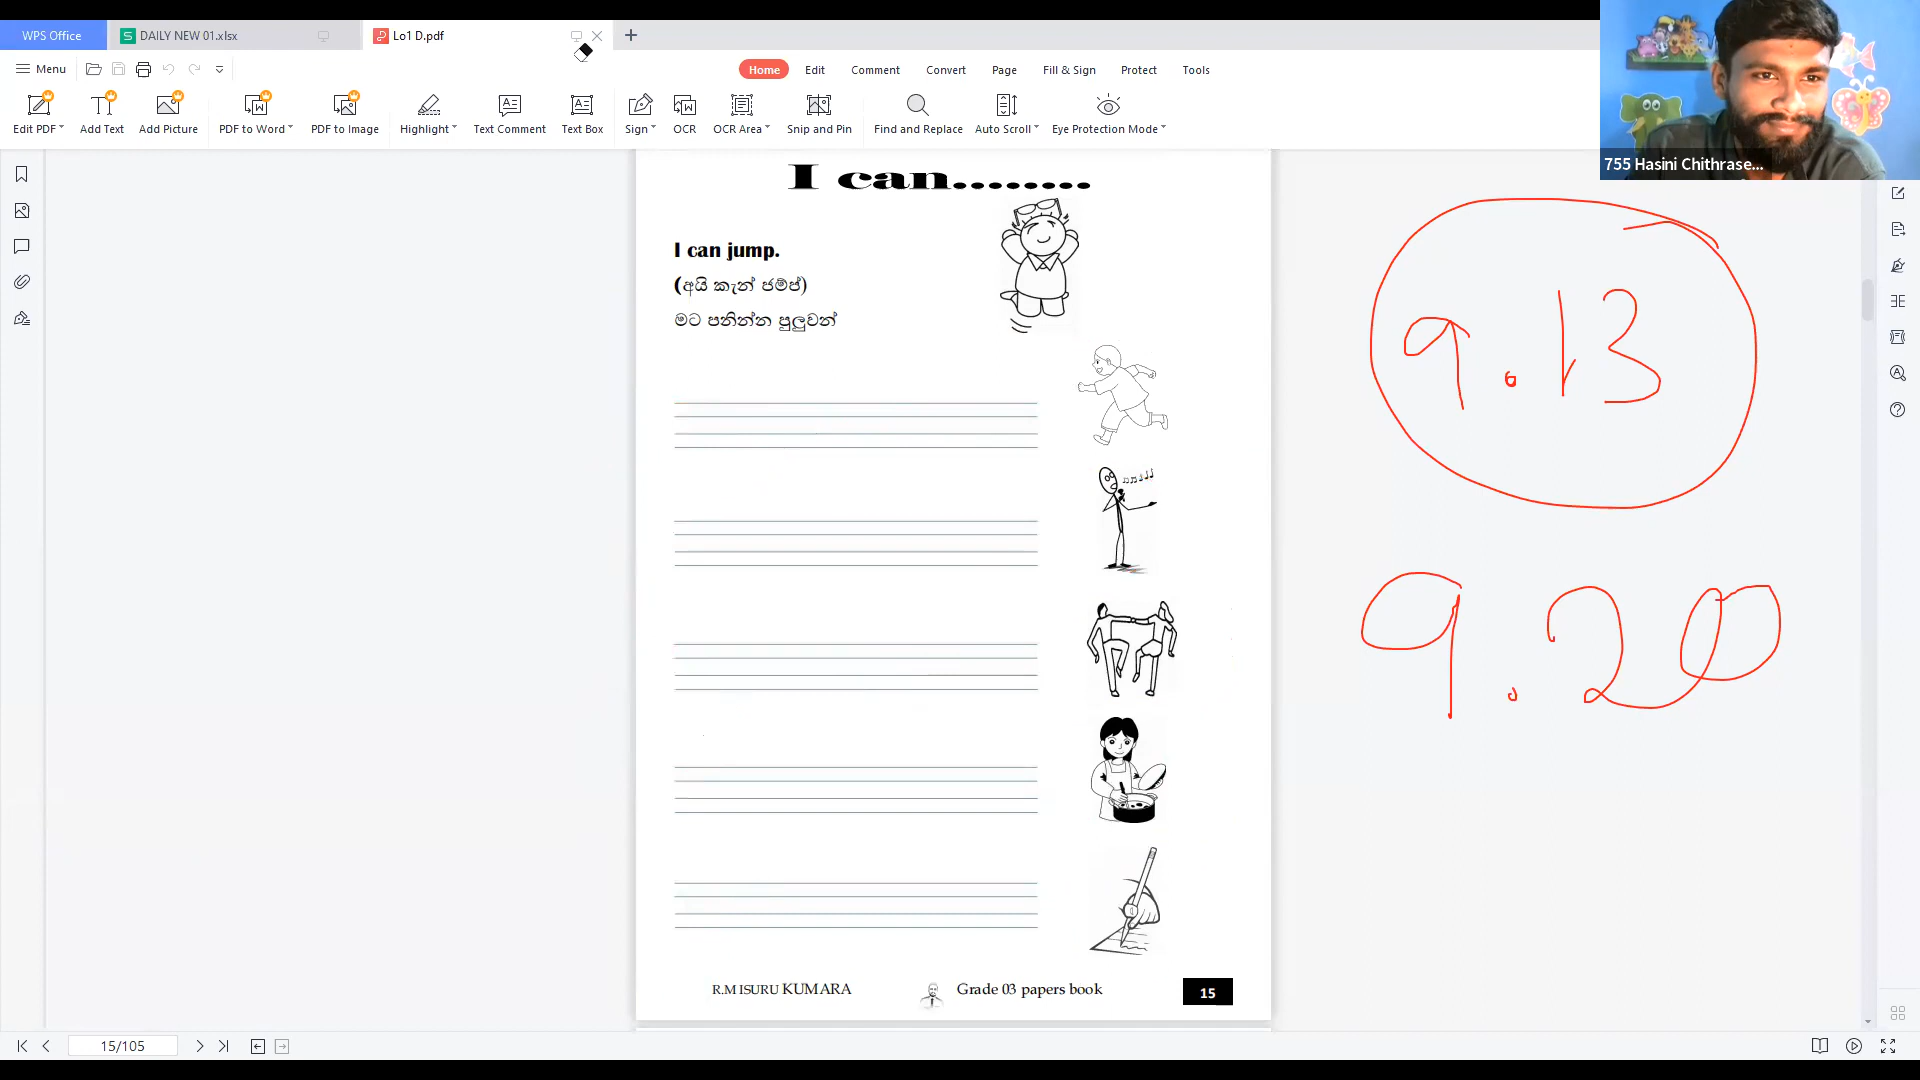 WPS Office
DAILY NEW 01.xlsx
Lo1 D.pdf
Menu
Home Edit Comment Convert Page Fill & Sign Protect Tools
Edit PDF Add Text Add Picture PDF to Word PDF to Image Highlight Text Comment Text Box Sign OCR OCR Area Snip and Pin Find and Replace Auto Scroll Eye Protection Mode
755 Hasini Chithrase...
I can........
I can jump.
(අයි කැන් ජම්ප්)
මට පනින්න පුලුවන්
9.13
9.20
R.M ISURU KUMARA Grade 03 papers book 15
15/105